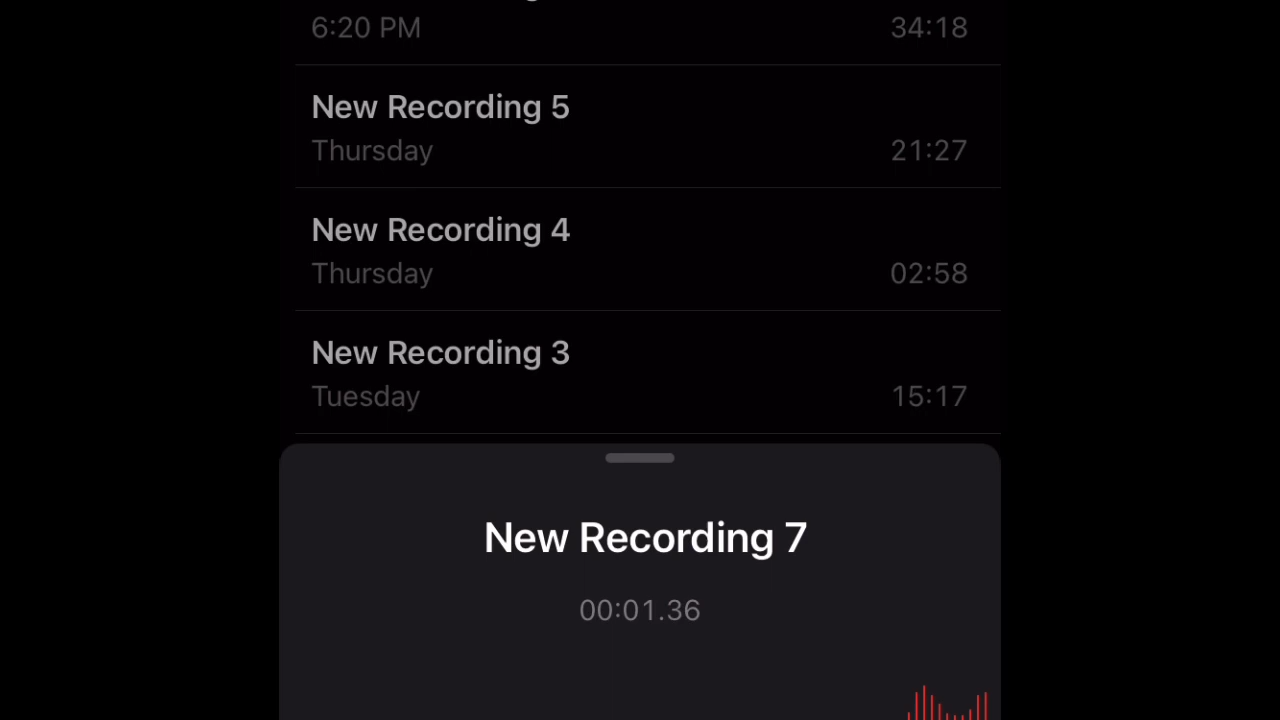 6:20 PM 34:18
New Recording 5
Thursday 21:27
New Recording 4
Thursday 02:58
New Recording 3
Tuesday 15:17
New Recording 7
00:01.36